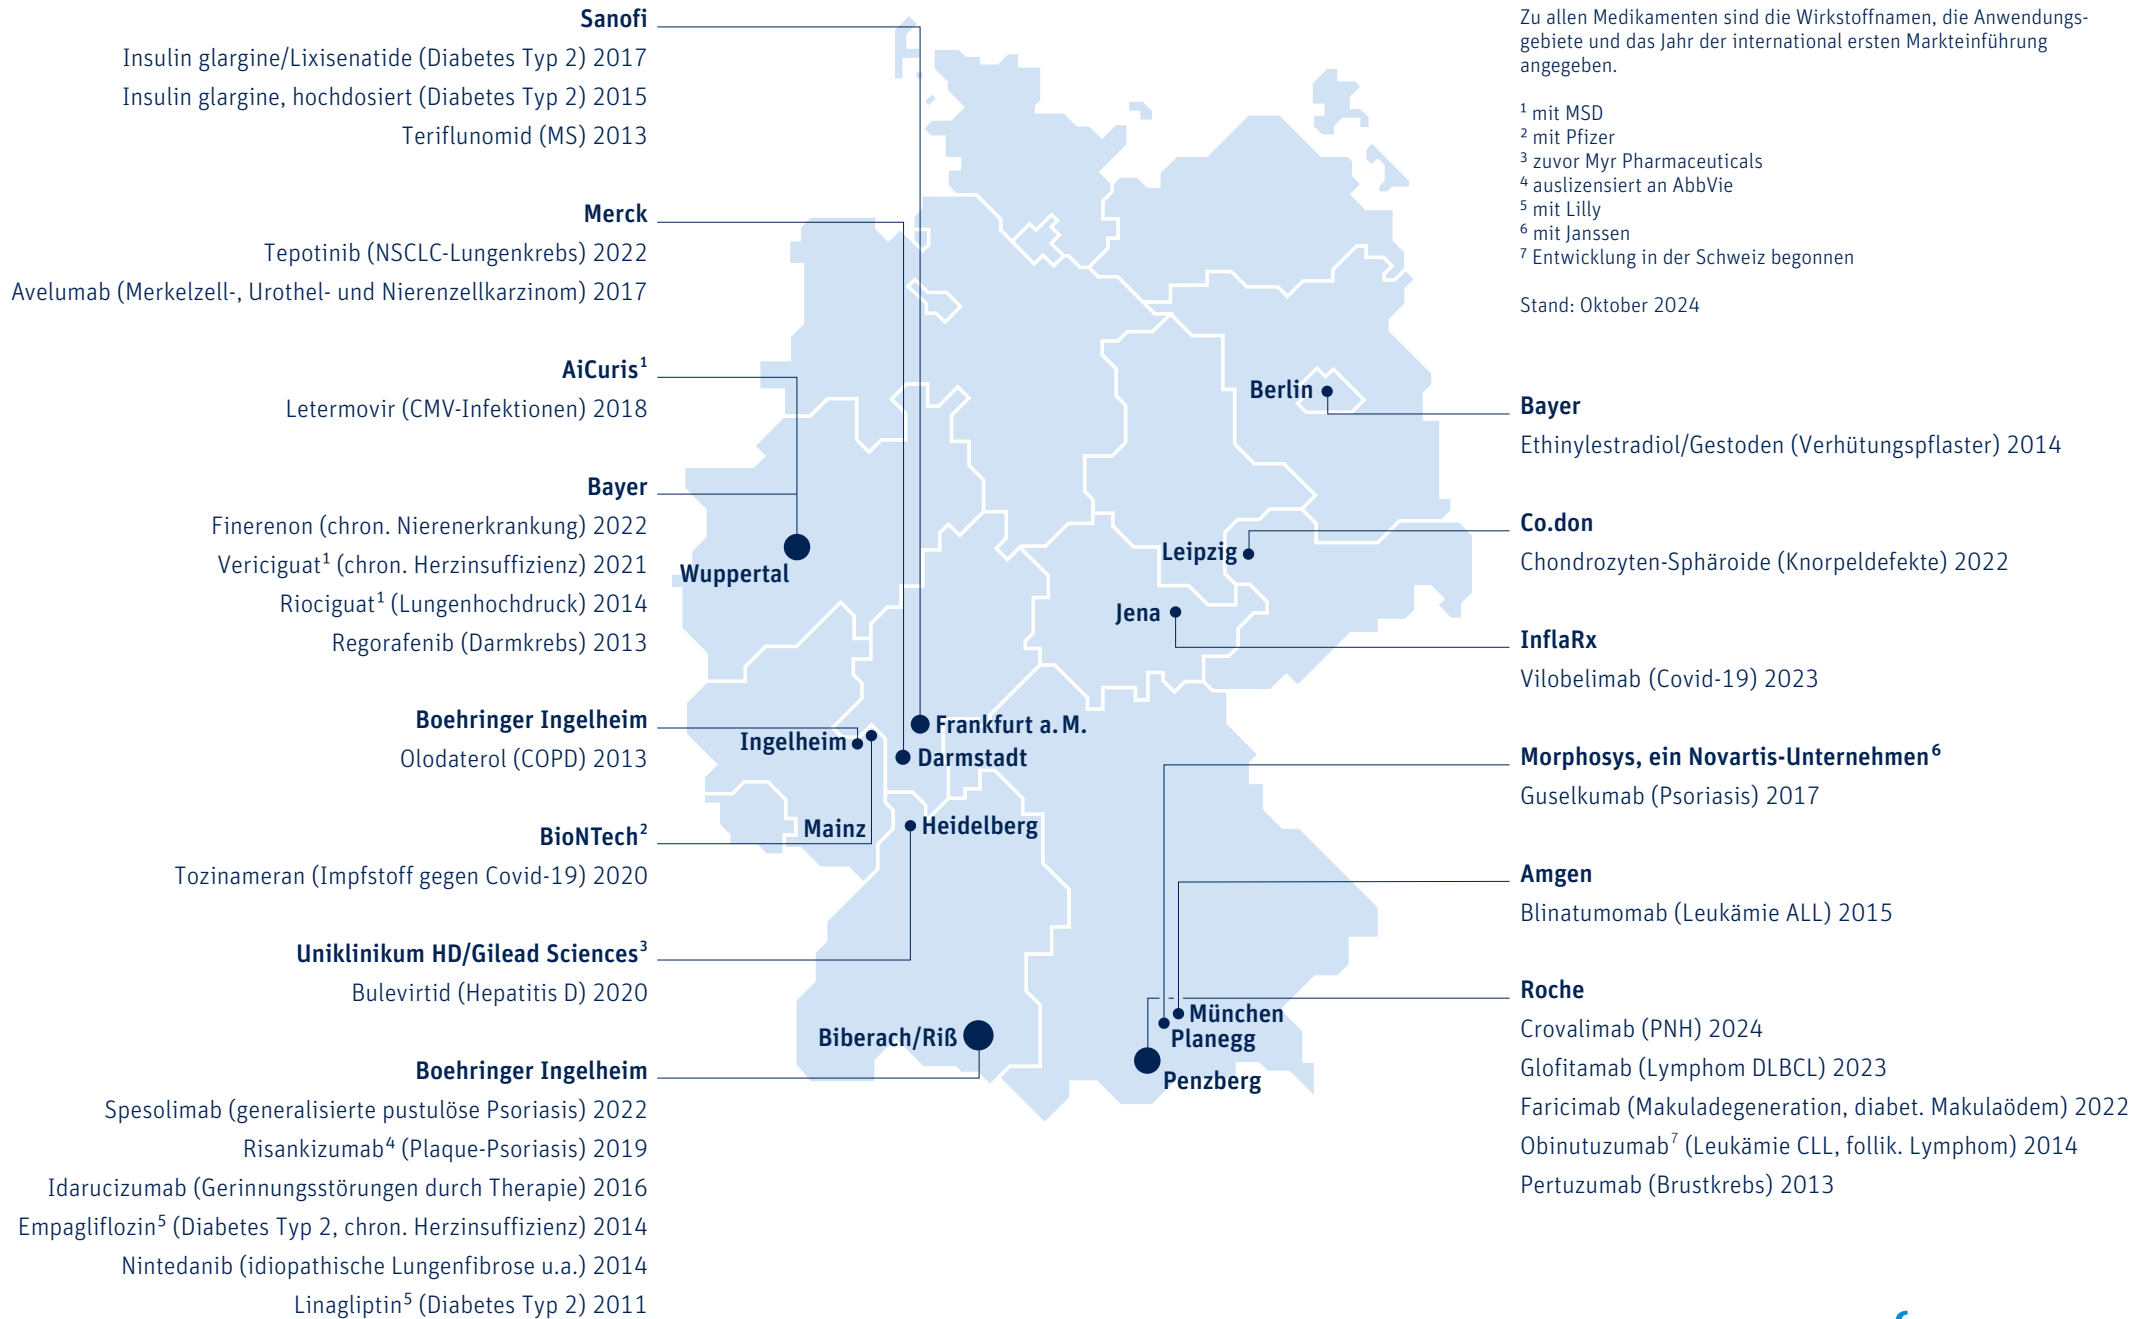 Sanofi
Insulin glargine/Lixisenatide (Diabetes Typ 2) 2017
Insulin glargine, hochdosiert (Diabetes Typ 2) 2015
Teriflunomid (MS) 2013
Merck
Tepotinib (NSCLC-Lungenkrebs) 2022
Avelumab (Merkelzell-, Urothel- und Nierenzellkarzinom) 2017
AiCuris¹
Letermovir (CMV-Infektionen) 2018
Bayer
Finerenon (chron. Nierenerkrankung) 2022
Vericiguat¹ (chron. Herzinsuffizienz) 2021
Riociguat¹ (Lungenhochdruck) 2014
Regorafenib (Darmkrebs) 2013
Boehringer Ingelheim
Olodaterol (COPD) 2013
BioNTech²
Tozinameran (Impfstoff gegen Covid-19) 2020
Uniklinikum HD/Gilead Sciences³
Bulevirtid (Hepatitis D) 2020
Boehringer Ingelheim
Spesolimab (generalisierte pustulöse Psoriasis) 2022
Risankizumab⁴ (Plaque-Psoriasis) 2019
Idarucizumab (Gerinnungsstörungen durch Therapie) 2016
Empagliflozin⁵ (Diabetes Typ 2, chron. Herzinsuffizienz) 2014
Nintedanib (idiopathische Lungenfibrose u.a.) 2014
Linagliptin⁵ (Diabetes Typ 2) 2011
Berlin
Leipzig
Wuppertal
Jena
Frankfurt a. M.
Ingelheim
Darmstadt
Mainz
Heidelberg
München
Biberach/Riß
Planegg
Penzberg
Zu allen Medikamenten sind die Wirkstoffnamen, die Anwendungs-
gebiete und das Jahr der international ersten Markteinführung
angegeben.
¹ mit MSD
² mit Pfizer
³ zuvor Myr Pharmaceuticals
⁴ auslizensiert an AbbVie
⁵ mit Lilly
⁶ mit Janssen
⁷ Entwicklung in der Schweiz begonnen
Stand: Oktober 2024
Bayer
Ethinylestradiol/Gestoden (Verhütungspflaster) 2014
Co.don
Chondrozyten-Sphäroide (Knorpeldefekte) 2022
InflaRx
Vilobelimab (Covid-19) 2023
Morphosys, ein Novartis-Unternehmen⁶
Guselkumab (Psoriasis) 2017
Amgen
Blinatumomab (Leukämie ALL) 2015
Roche
Crovalimab (PNH) 2024
Glofitamab (Lymphom DLBCL) 2023
Faricimab (Makuladegeneration, diabet. Makulaödem) 2022
Obinutuzumab⁷ (Leukämie CLL, follik. Lymphom) 2014
Pertuzumab (Brustkrebs) 2013